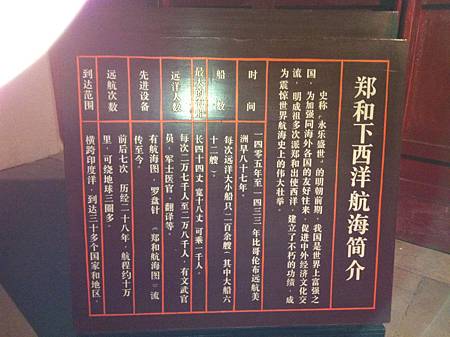 郑和下西洋航海简介
史称“永乐盛世”的明朝前期，我国是世界上富强之
国，为加强同海外各国的友好往来，促进中外经济文化交
流，明成祖多次派郑和出使西洋，建立了不朽的功绩，成
为震惊世界航海史上的伟大壮举。
时间
一四零五年至一四三三年比哥伦布远航美
洲早八十七年。
船数
每次远洋大小船只，二百余艘（其中大船六
十二艘）。
长四十四丈，宽十八丈 可乘一千人。
远洋人数
每次二万七千人至二万八千人，有文武官
员，军士医官，翻译等。
先进设备
有航海图，罗盘针 《郑和航海图》流
传至今。
远航次数
前后七次 历经二十八年，航程约十万
里，可绕地球三圈多。
到达范围
横跨印度洋，到达三十多个国家和地区。